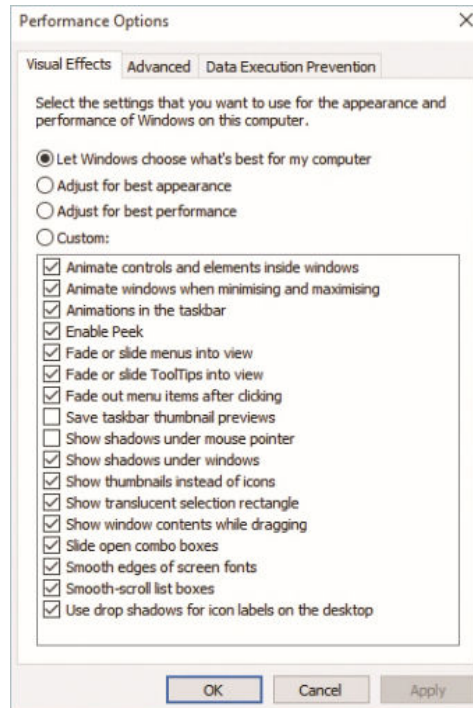 Performance Options
Visual Effects Advanced Data Execution Prevention
Select the settings that you want to use for the appearance and
performance of Windows on this computer.
Let Windows choose what's best for my computer
Adjust for best appearance
Adjust for best performance
Custom:
Animate controls and elements inside windows
Animate windows when minimising and maximising
Animations in the taskbar
Enable Peek
Fade or slide menus into view
Fade or slide ToolTips into view
Fade out menu items after clicking
Save taskbar thumbnail previews
Show shadows under mouse pointer
Show shadows under windows
Show thumbnails instead of icons
Show translucent selection rectangle
Show window contents while dragging
Slide open combo boxes
Smooth edges of screen fonts
Smooth-scroll list boxes
Use drop shadows for icon labels on the desktop
OK Cancel Apply